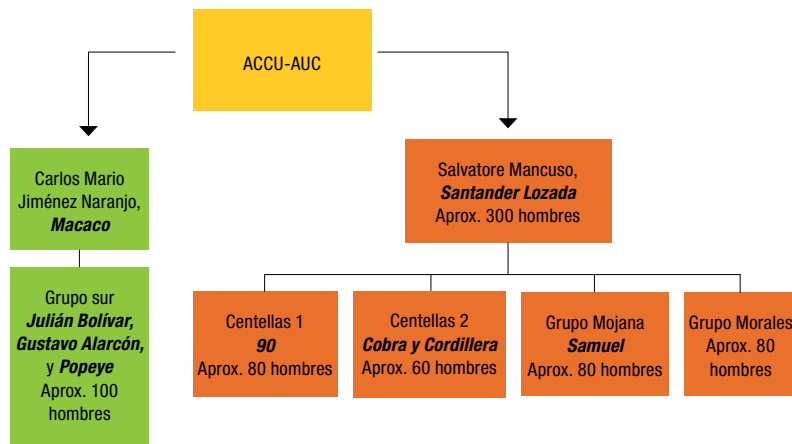 ACCU-AUC
Carlos Mario
Jiménez Naranjo,
Macaco
Salvatore Mancuso,
Santander Lozada
Aprox. 300 hombres
Grupo sur
Julián Bolívar,
Gustavo Alarcón,
y Popeye
Aprox. 100
hombres
Centellas 1
90
Aprox. 80 hombres
Centellas 2
Cobra y Cordillera
Aprox. 60 hombres
Grupo Mojana
Samuel
Aprox. 80 hombres
Grupo Morales
Aprox. 80
hombres